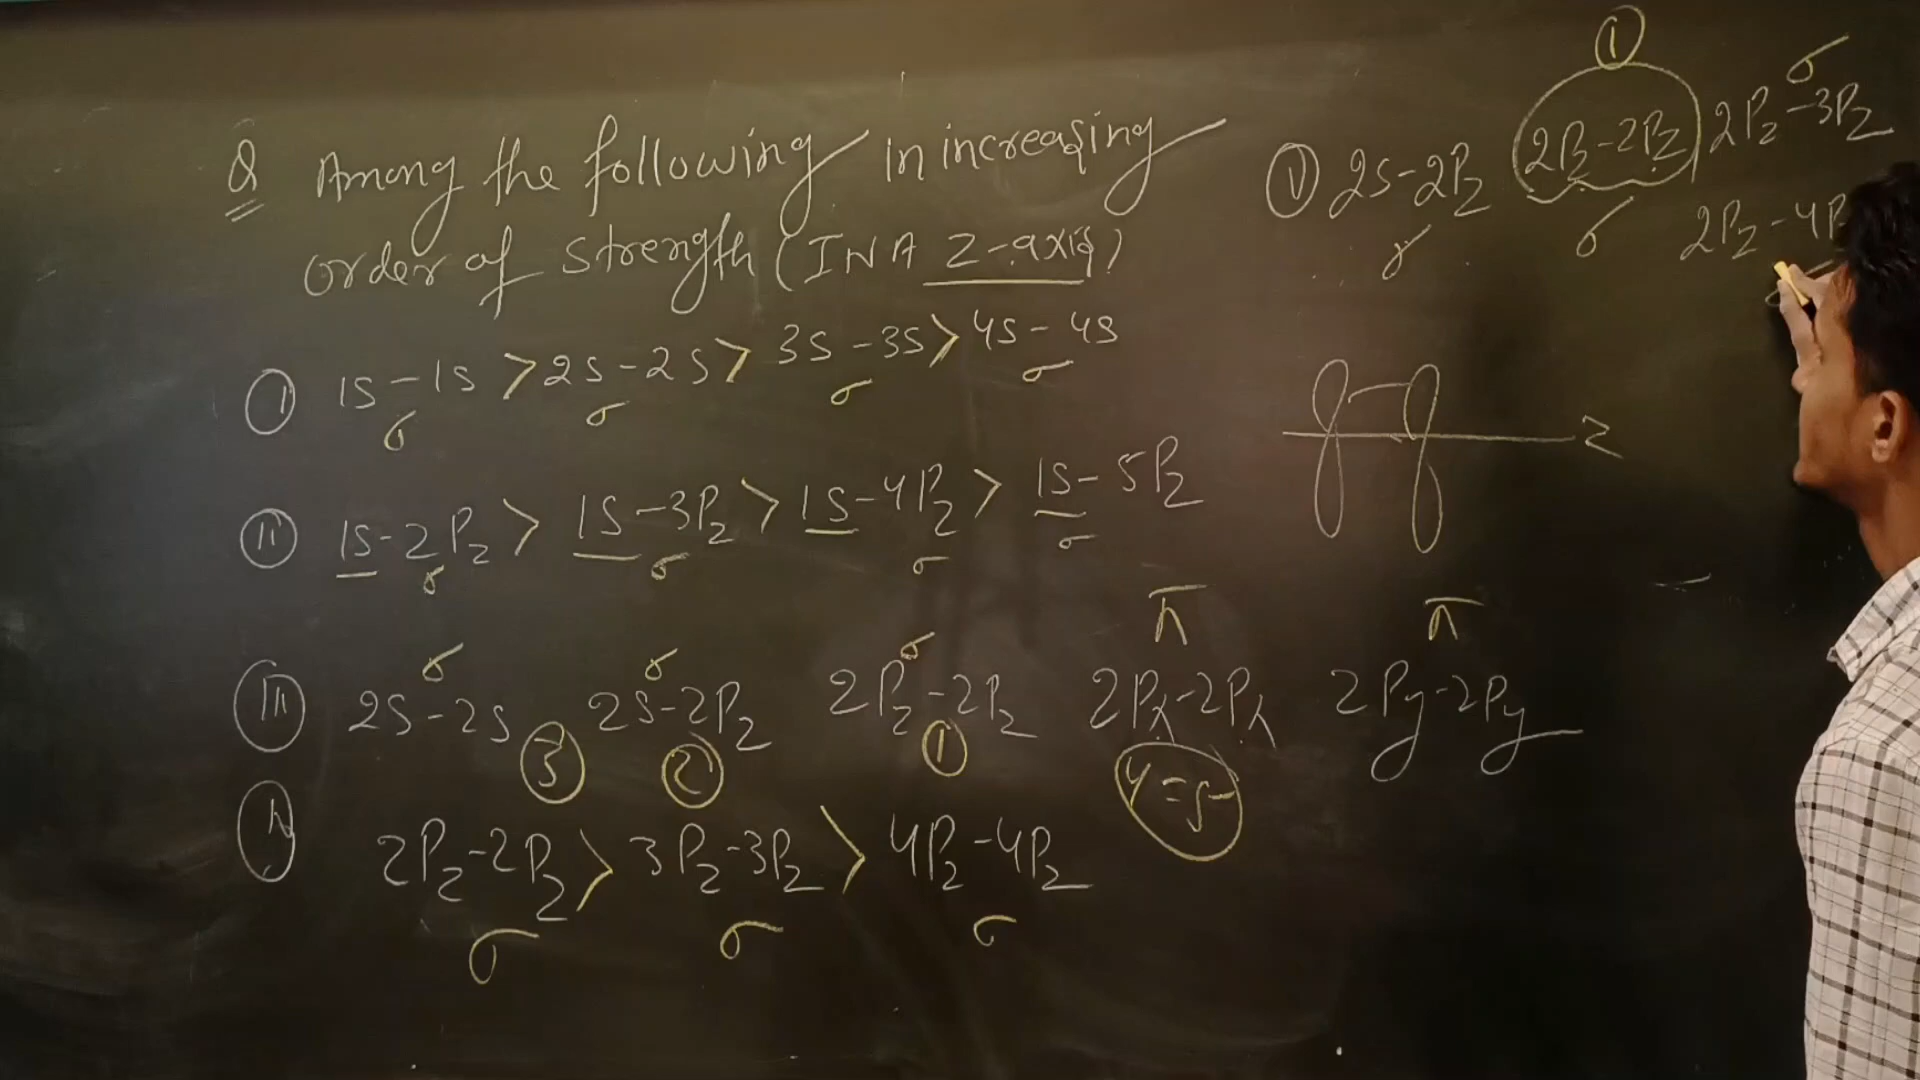 Q Among the following in increasing
order of strength (IN A Z-axis)
I 1S-1S > 2S-2S > 3S-3S > 4S-4S
σ σ σ σ
II 1S-2Pz > 1S-3Pz > 1S-4Pz > 1S-5Pz
σ σ σ σ
σ σ σ π π
III 2S-2S 2S-2Pz 2Pz-2Pz 2Px-2Px 2Py-2Py
3 2 1 4=5
IV 2Pz-2Pz > 3Pz-3Pz > 4Pz-4Pz
σ σ σ
1 σ
V 2S-2Pz 2Pz-2Pz 2Pz-3Pz
σ σ 2Pz-4P
Z